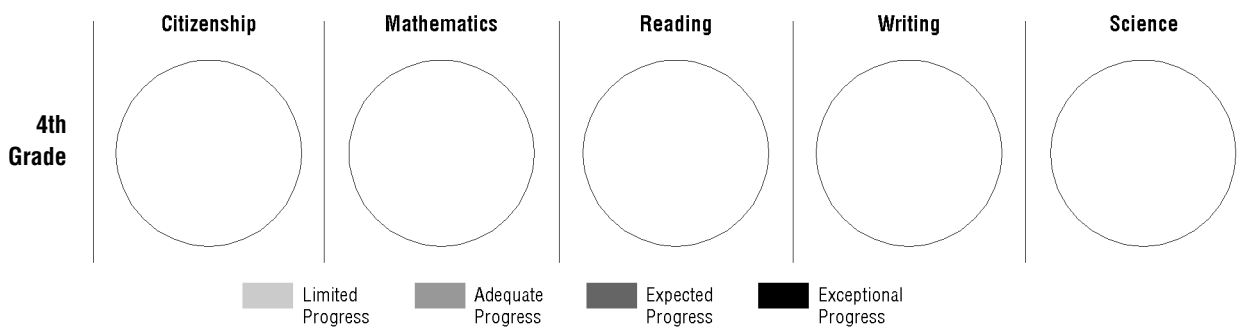 Citizenship Mathematics Reading Writing Science
4th
Grade
Limited
Progress
Adequate
Progress
Expected
Progress
Exceptional
Progress